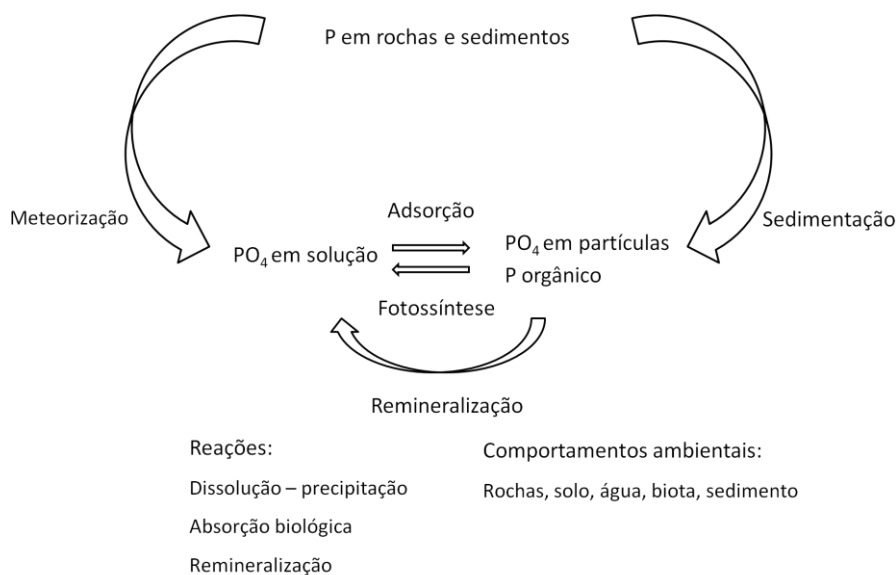 P em rochas e sedimentos
Meteorização
Adsorção
Sedimentação
PO₄ em solução
PO₄ em partículas
P orgânico
Fotossíntese
Remineralização
Reações:
Dissolução – precipitação
Absorção biológica
Remineralização
Comportamentos ambientais:
Rochas, solo, água, biota, sedimento